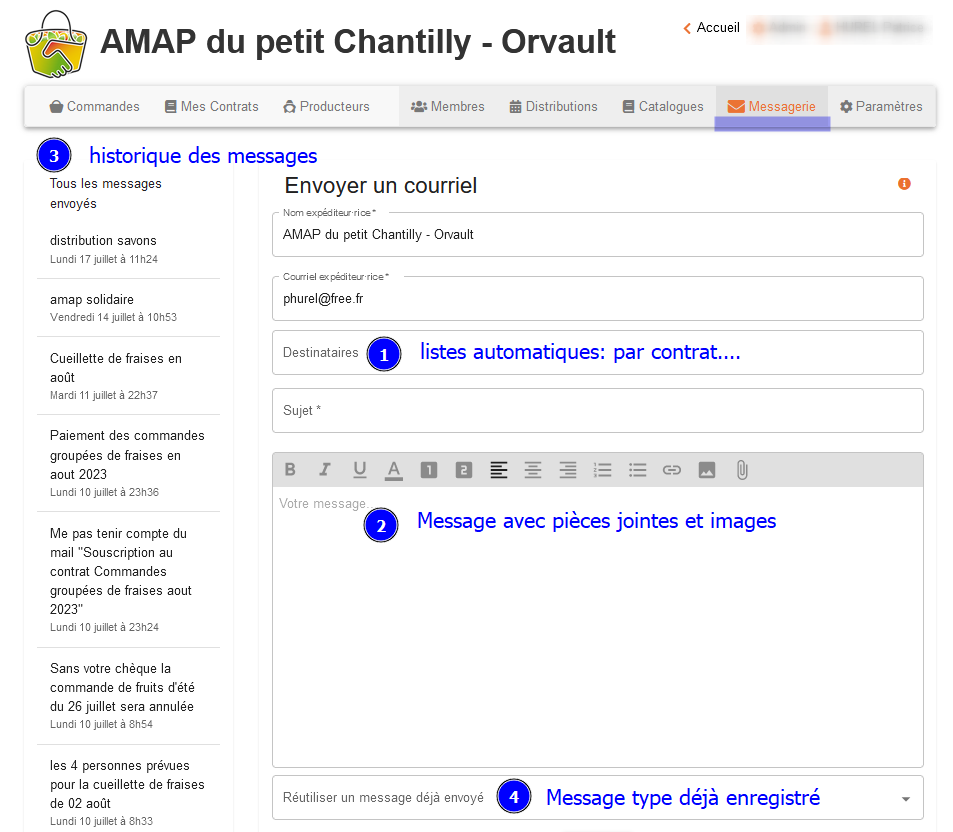 AMAP du petit Chantilly - Orvault
Accueil
Commandes Mes Contrats Producteurs Membres Distributions Catalogues Messagerie Paramètres
3 historique des messages
Tous les messages
envoyés
distribution savons
Lundi 17 juillet à 11h24
amap solidaire
Vendredi 14 juillet à 10h53
Cueillette de fraises en
août
Mardi 11 juillet à 22h37
Paiement des commandes
groupées de fraises en
aout 2023
Lundi 10 juillet à 23h36
Me pas tenir compte du
mail "Souscription au
contrat Commandes
groupées de fraises aout
2023"
Lundi 10 juillet à 23h24
Sans votre chèque la
commande de fruits d'été
du 26 juillet sera annulée
Lundi 10 juillet à 8h54
les 4 personnes prévues
pour la cueillette de fraises
de 02 août
Lundi 10 juillet à 8h33
Envoyer un courriel
Nom expéditeur·rice *
AMAP du petit Chantilly - Orvault
Courriel expéditeur·rice *
phurel@free.fr
Destinataires 1 listes automatiques: par contrat....
Sujet *
B I U A 1 2
Votre message...
2 Message avec pièces jointes et images
Réutiliser un message déjà envoyé 4 Message type déjà enregistré